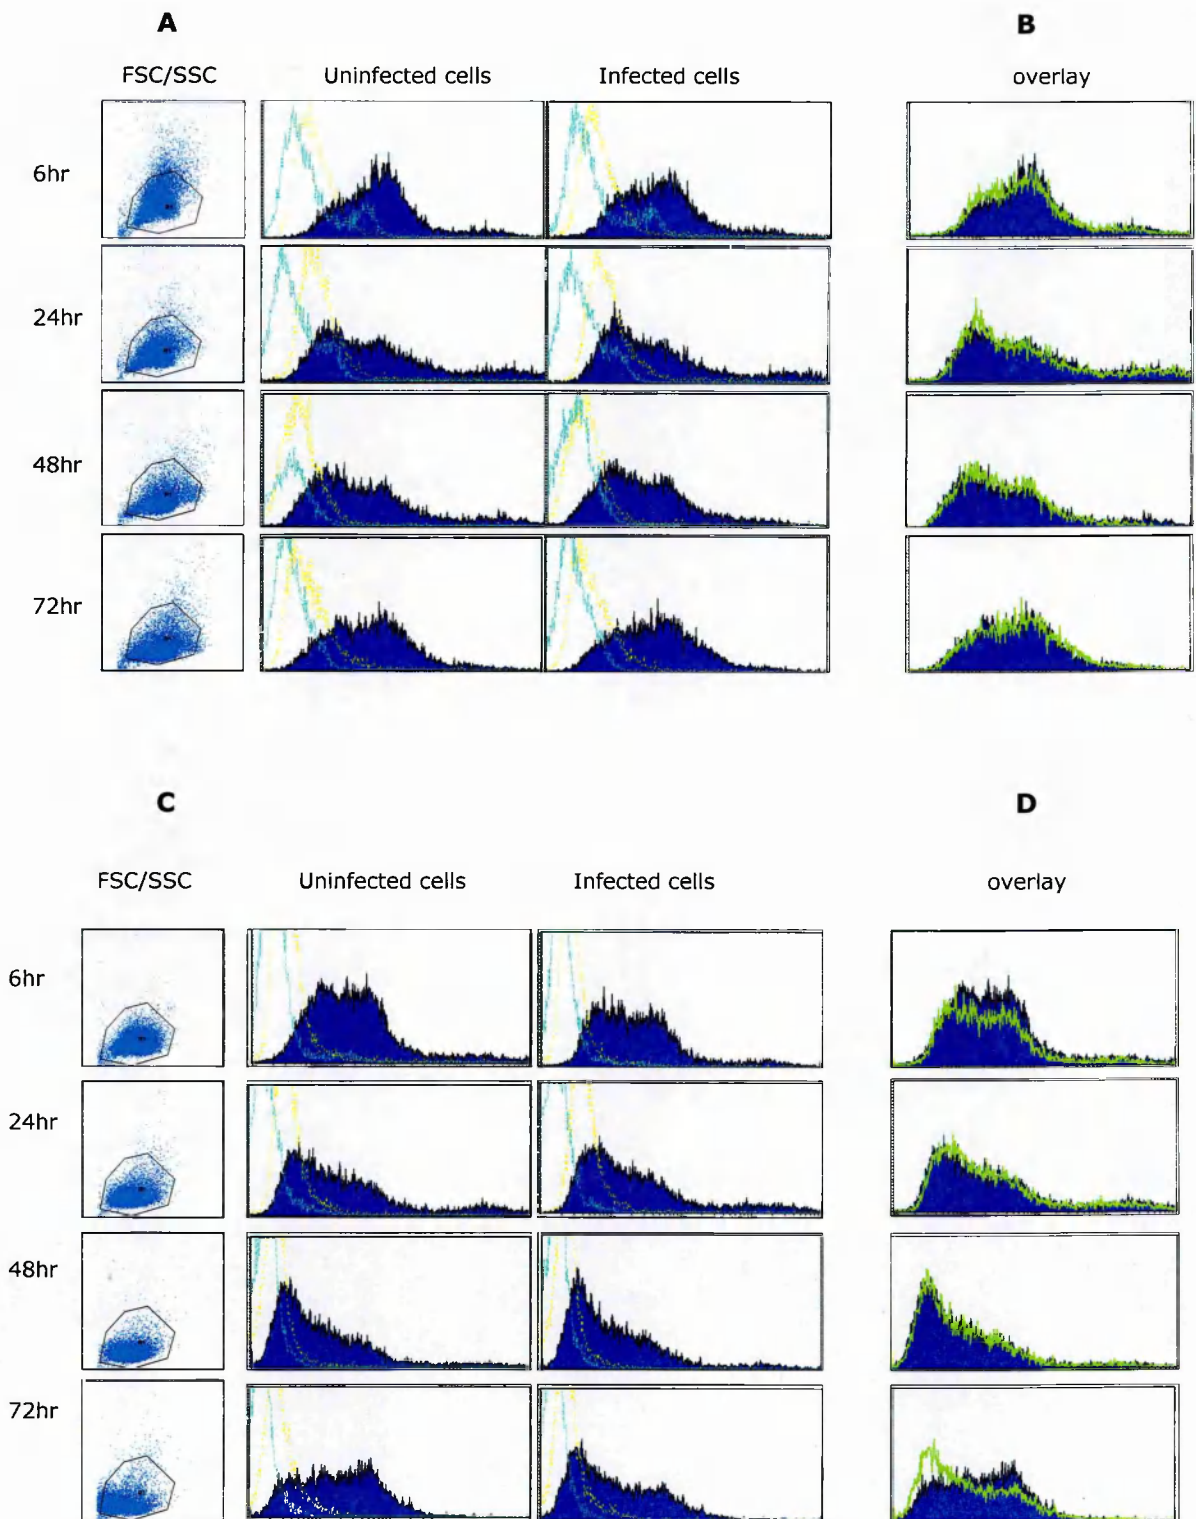 A
B
FSC/SSC
Uninfected cells
Infected cells
overlay
6hr
24hr
48hr
72hr
C
D
FSC/SSC
Uninfected cells
Infected cells
overlay
6hr
24hr
48hr
72hr